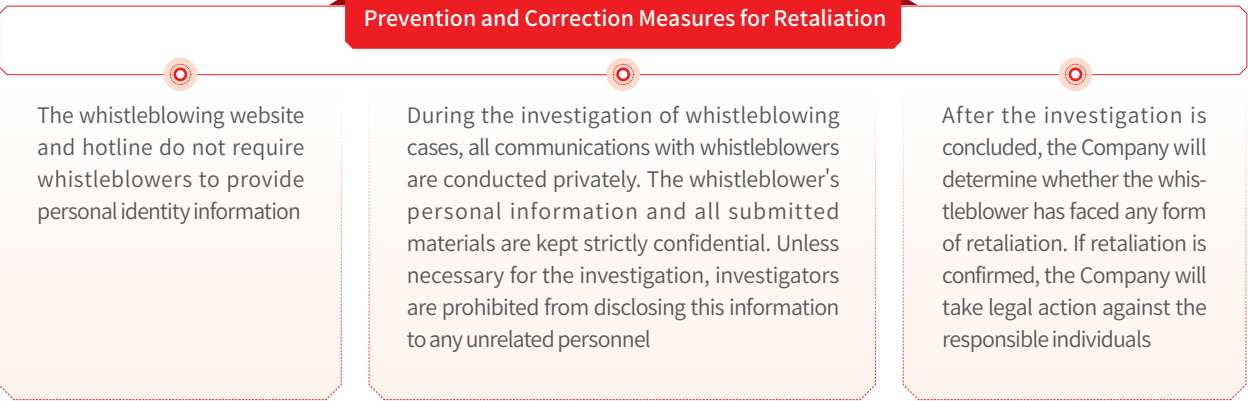 Prevention and Correction Measures for Retaliation
The whistleblowing website
and hotline do not require
whistleblowers to provide
personal identity information
During the investigation of whistleblowing
cases, all communications with whistleblowers
are conducted privately. The whistleblower's
personal information and all submitted
materials are kept strictly confidential. Unless
necessary for the investigation, investigators
are prohibited from disclosing this information
to any unrelated personnel
After the investigation is
concluded, the Company will
determine whether the whis-
tleblower has faced any form
of retaliation. If retaliation is
confirmed, the Company will
take legal action against the
responsible individuals